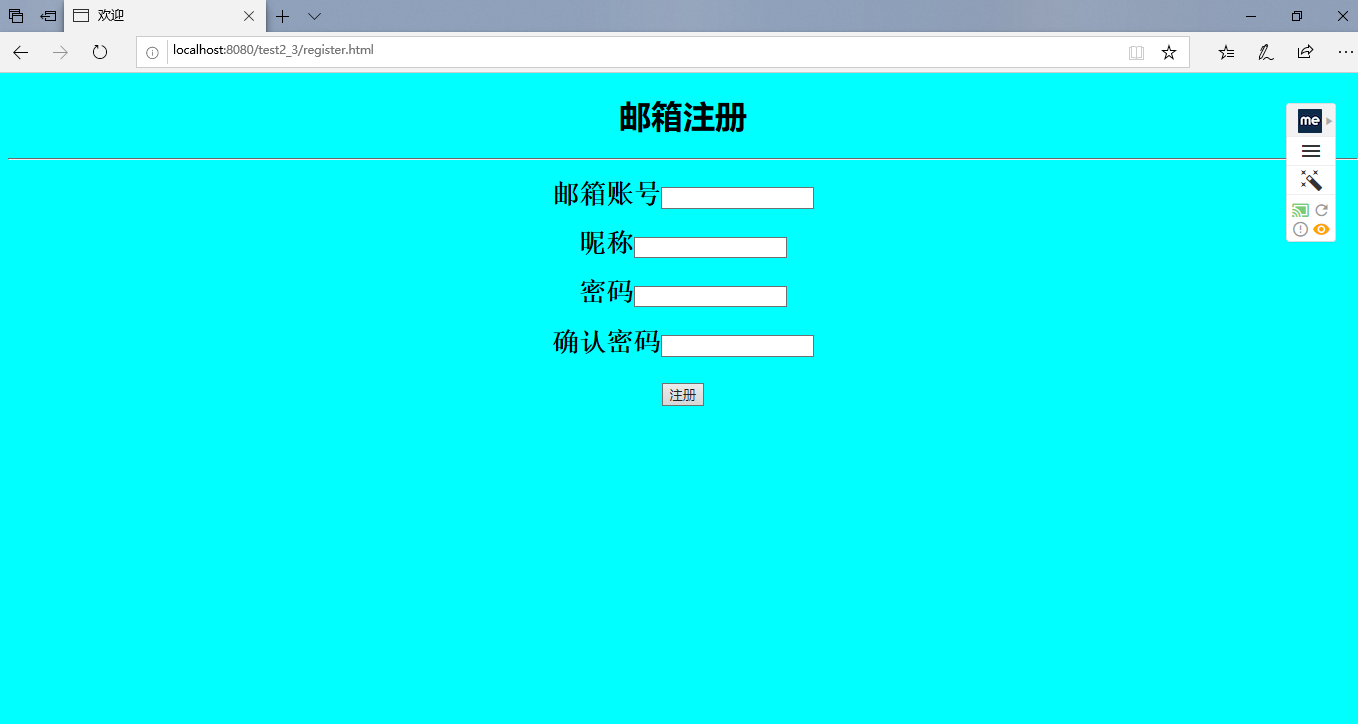 欢迎
localhost:8080/test2_3/register.html
邮箱注册
me
邮箱账号
昵称
密码
确认密码
注册